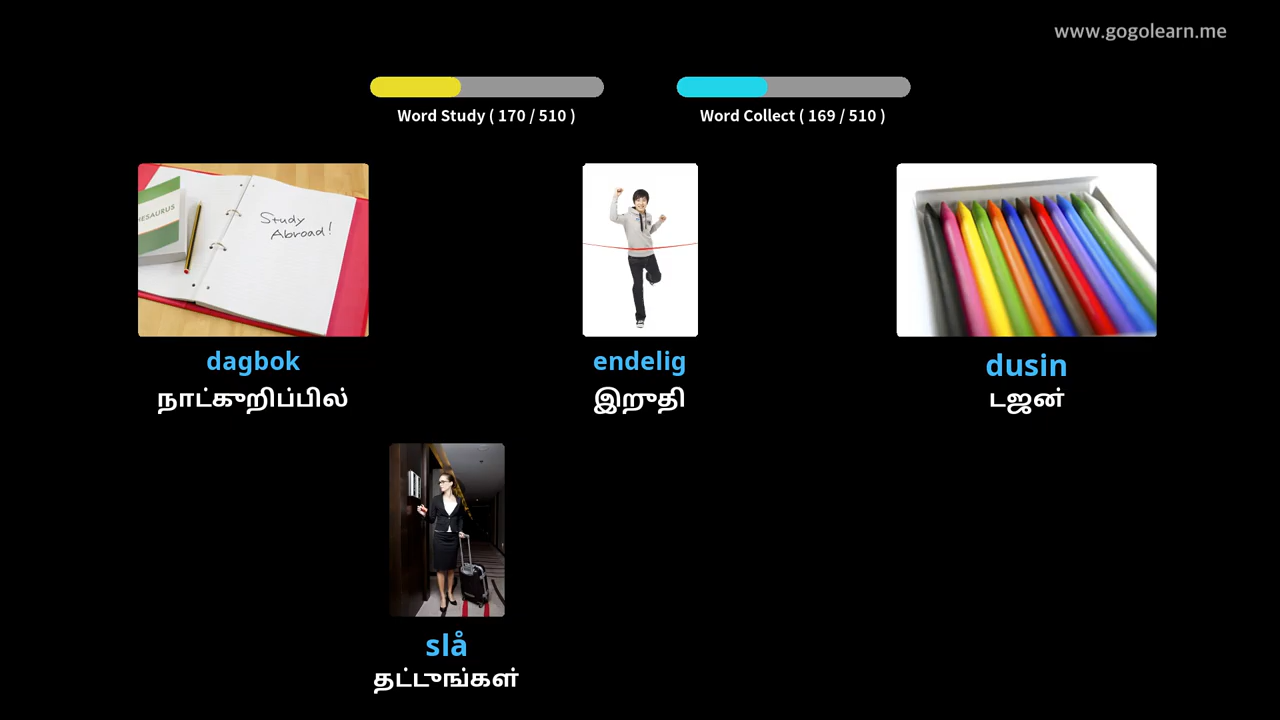 www.gogolearn.me
Word Study ( 170 / 510 )
Word Collect ( 169 / 510 )
THESAURUS
Study
Abroad!
dagbok
endelig
dusin
நாட்குறிப்பில்
இறுதி
டஜன்
slå
தட்டுங்கள்